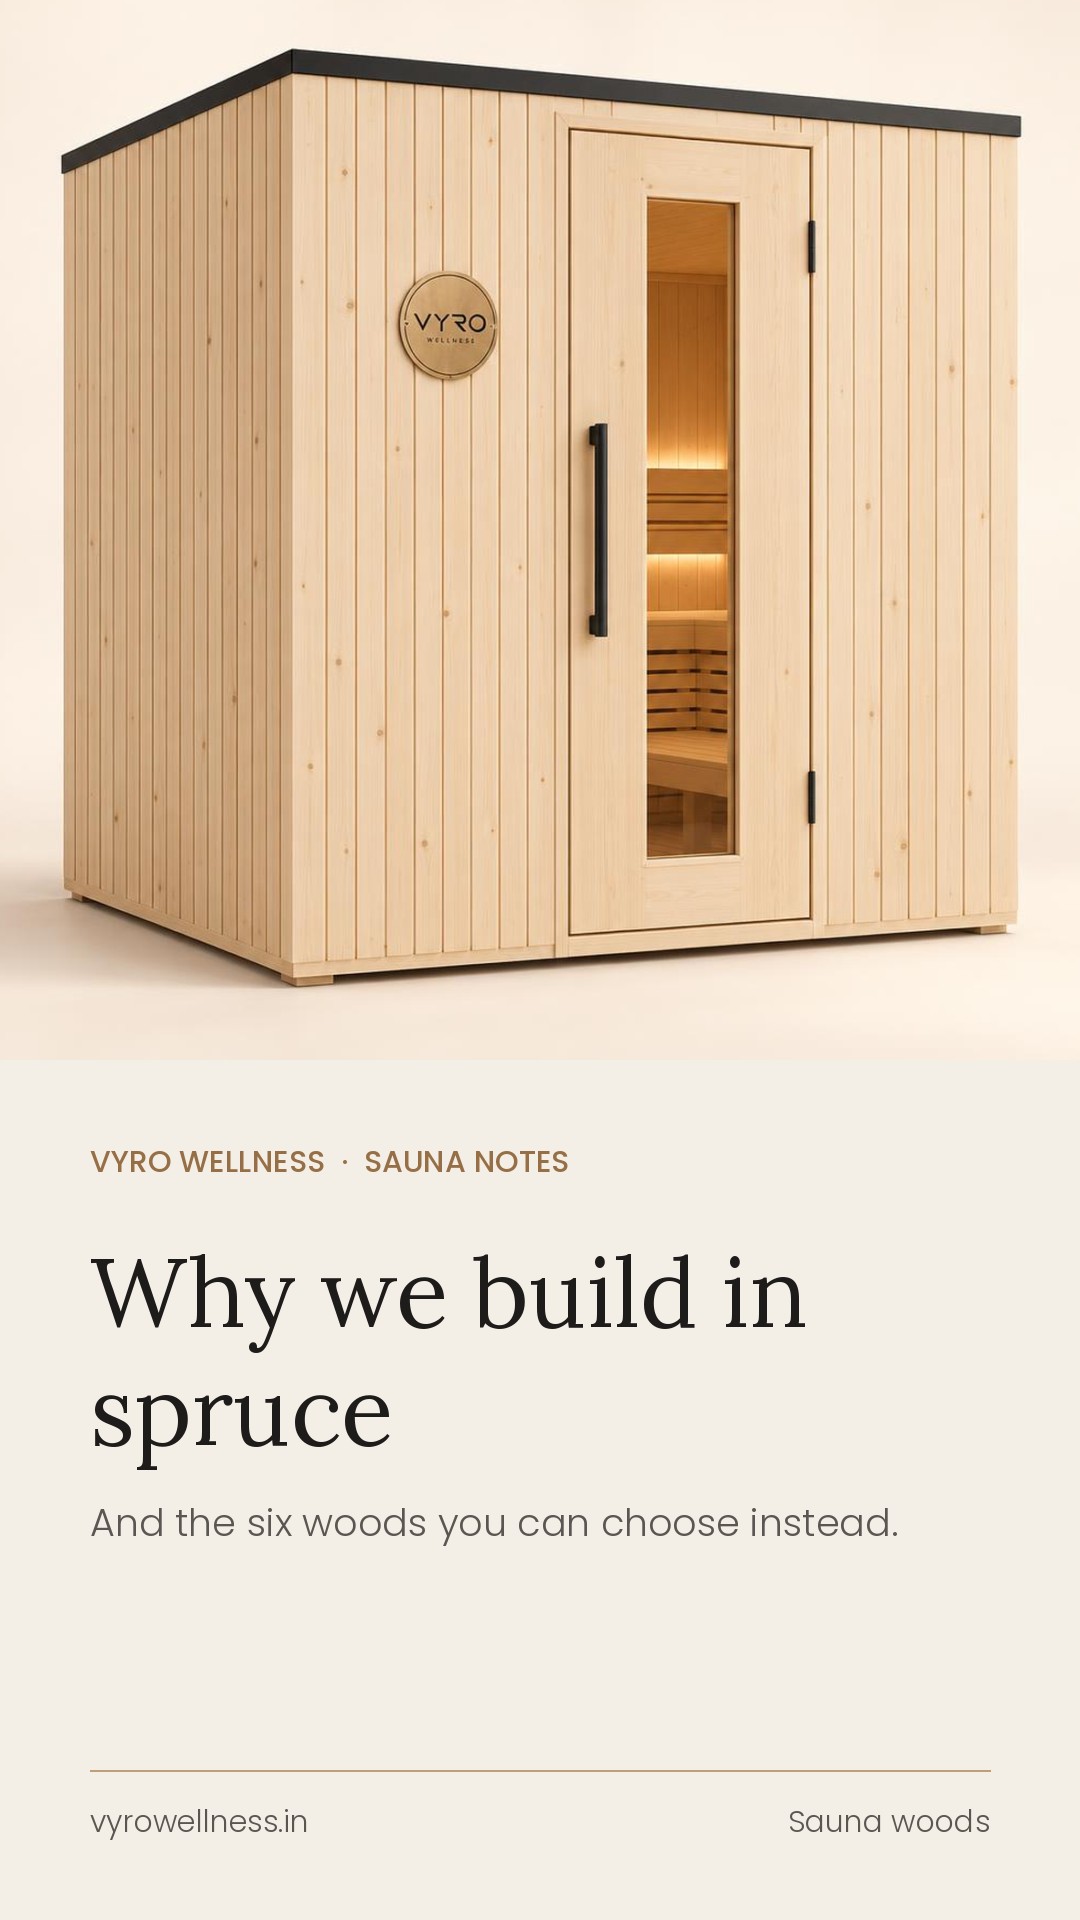 VYRO
WELLNESS
VYRO WELLNESS · SAUNA NOTES
Why we build in
spruce
And the six woods you can choose instead.
vyrowellness.in
Sauna woods